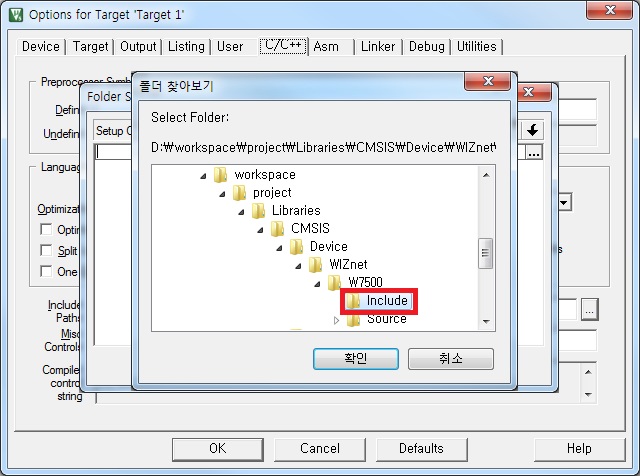 Options for Target 'Target 1'
Device Target Output Listing User C/C++ Asm Linker Debug Utilities
Preprocessor Symb
Folder S
폴더 찾아보기
Define
Undefine
Setup C
Select Folder:
D:₩workspace₩project₩Libraries₩CMSIS₩Device₩WIZnet₩
...
workspace
project
Libraries
CMSIS
Device
WIZnet
W7500
Include
Source
Languag
Optimizat
Optim
Split
One
s
Include
Paths
...
Misc
Controls
Compiler
control
string
확인 취소
OK Cancel Defaults Help